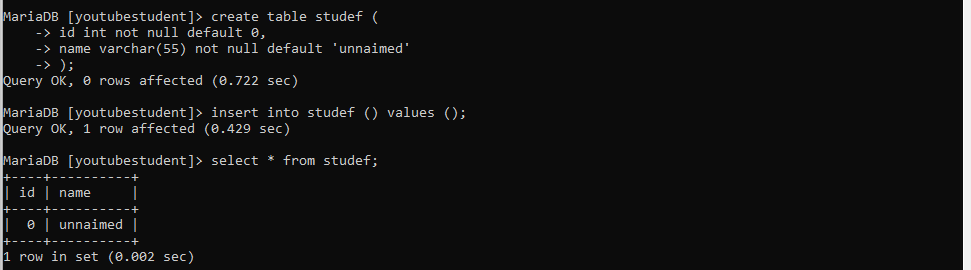 MariaDB [youtubestudent]> create table studef (
    -> id int not null default 0,
    -> name varchar(55) not null default 'unnaimed'
    -> );
Query OK, 0 rows affected (0.722 sec)
MariaDB [youtubestudent]> insert into studef () values ();
Query OK, 1 row affected (0.429 sec)
MariaDB [youtubestudent]> select * from studef;
+----+----------+
| id | name     |
+----+----------+
|  0 | unnaimed |
+----+----------+
1 row in set (0.002 sec)